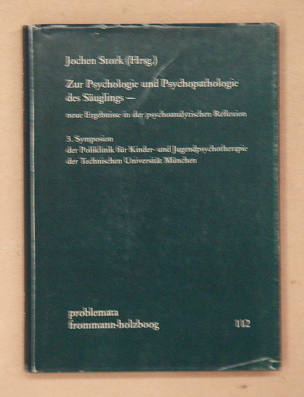 Jochen Stork (Hrsg.)
Zur Psychologie und Psychopathologie
des Säuglings —
neue Ergebnisse in der psychoanalytischen Reflexion
3. Symposion
der Poliklinik für Kinder- und Jugendpsychotherapie
der Technischen Universität München
problemata
frommann-holzboog 112